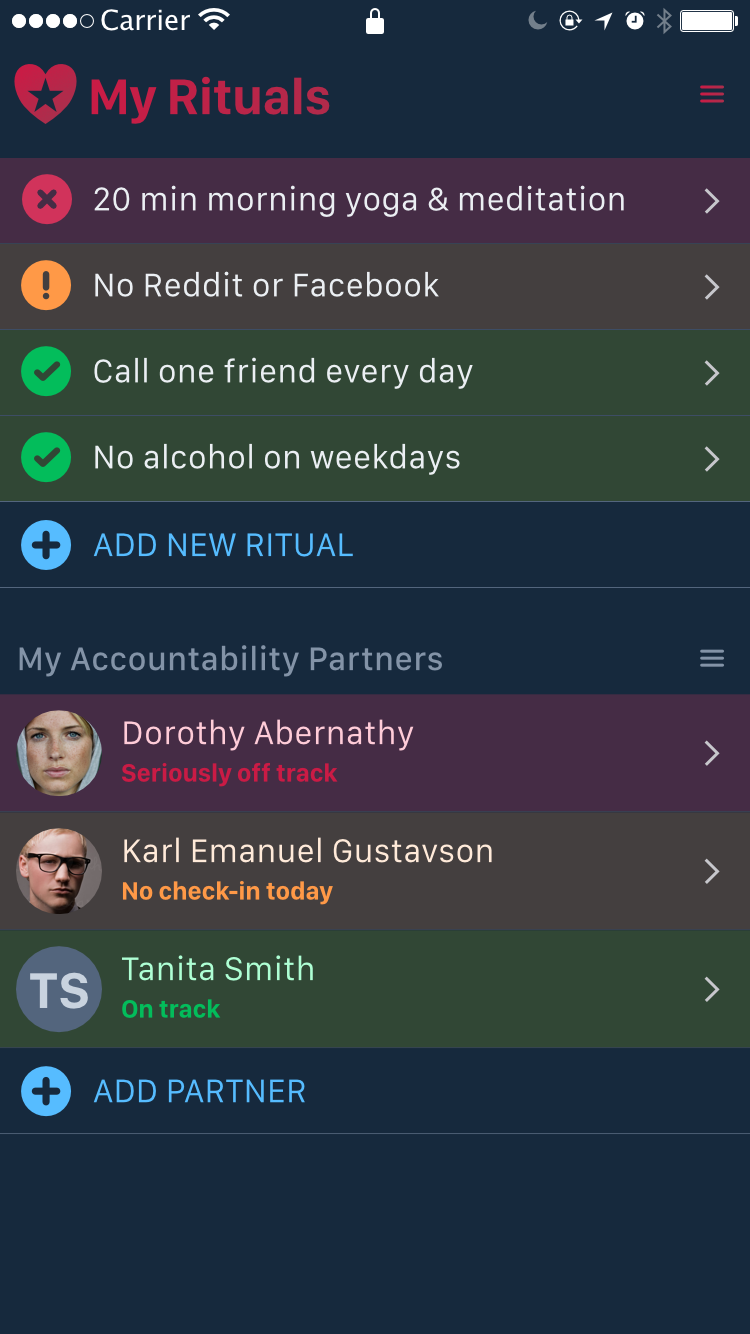 Carrier
My Rituals
20 min morning yoga & meditation
No Reddit or Facebook
Call one friend every day
No alcohol on weekdays
ADD NEW RITUAL
My Accountability Partners
Dorothy Abernathy
Seriously off track
Karl Emanuel Gustavson
No check-in today
TS
Tanita Smith
On track
ADD PARTNER